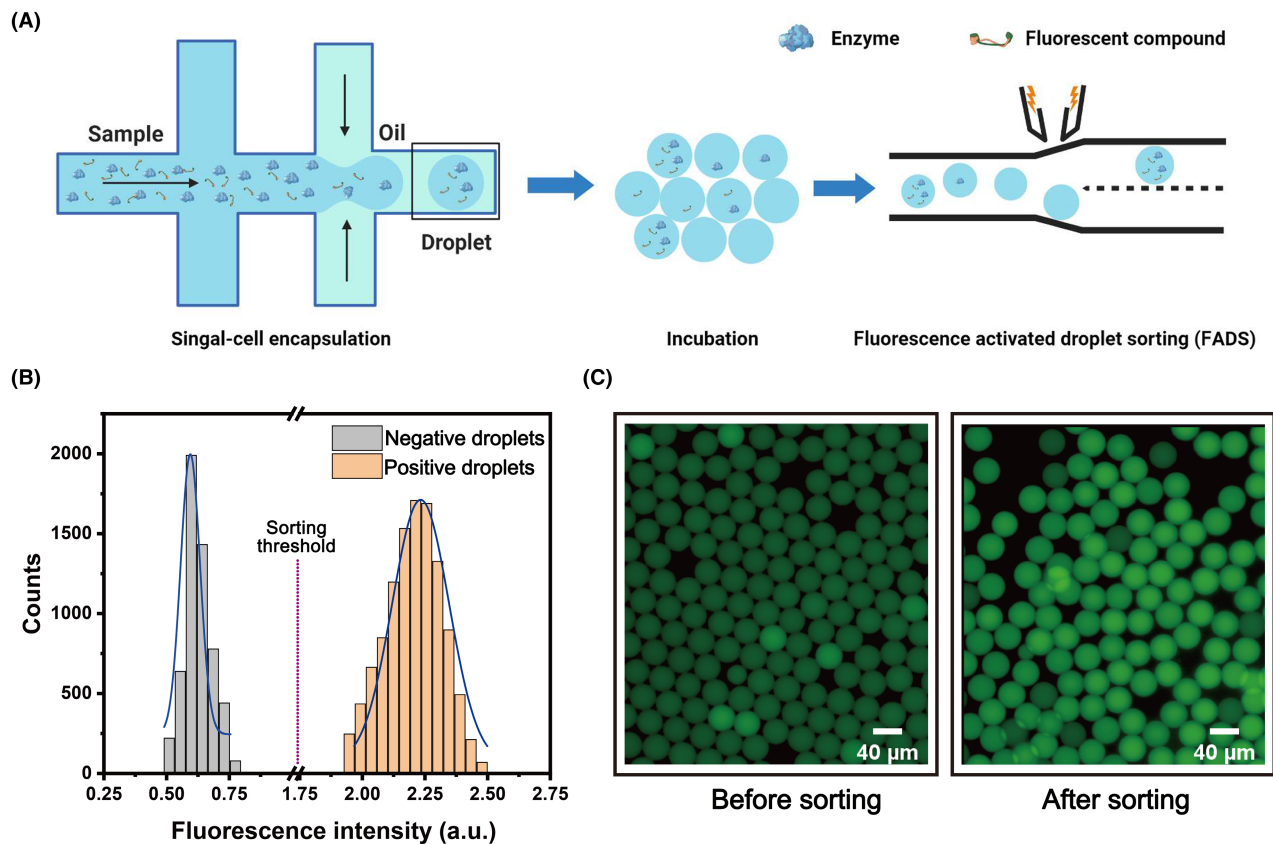 (A)
Enzyme
Fluorescent compound
Sample
Oil
Droplet
Singal-cell encapsulation
Incubation
Fluorescence activated droplet sorting (FADS)
(B)
(C)
Negative droplets
Positive droplets
Sorting
threshold
Counts
2000
1500
1000
500
0
0.25
0.50
0.75
1.75
2.00
2.25
2.50
2.75
Fluorescence intensity (a.u.)
40 µm
40 µm
Before sorting
After sorting